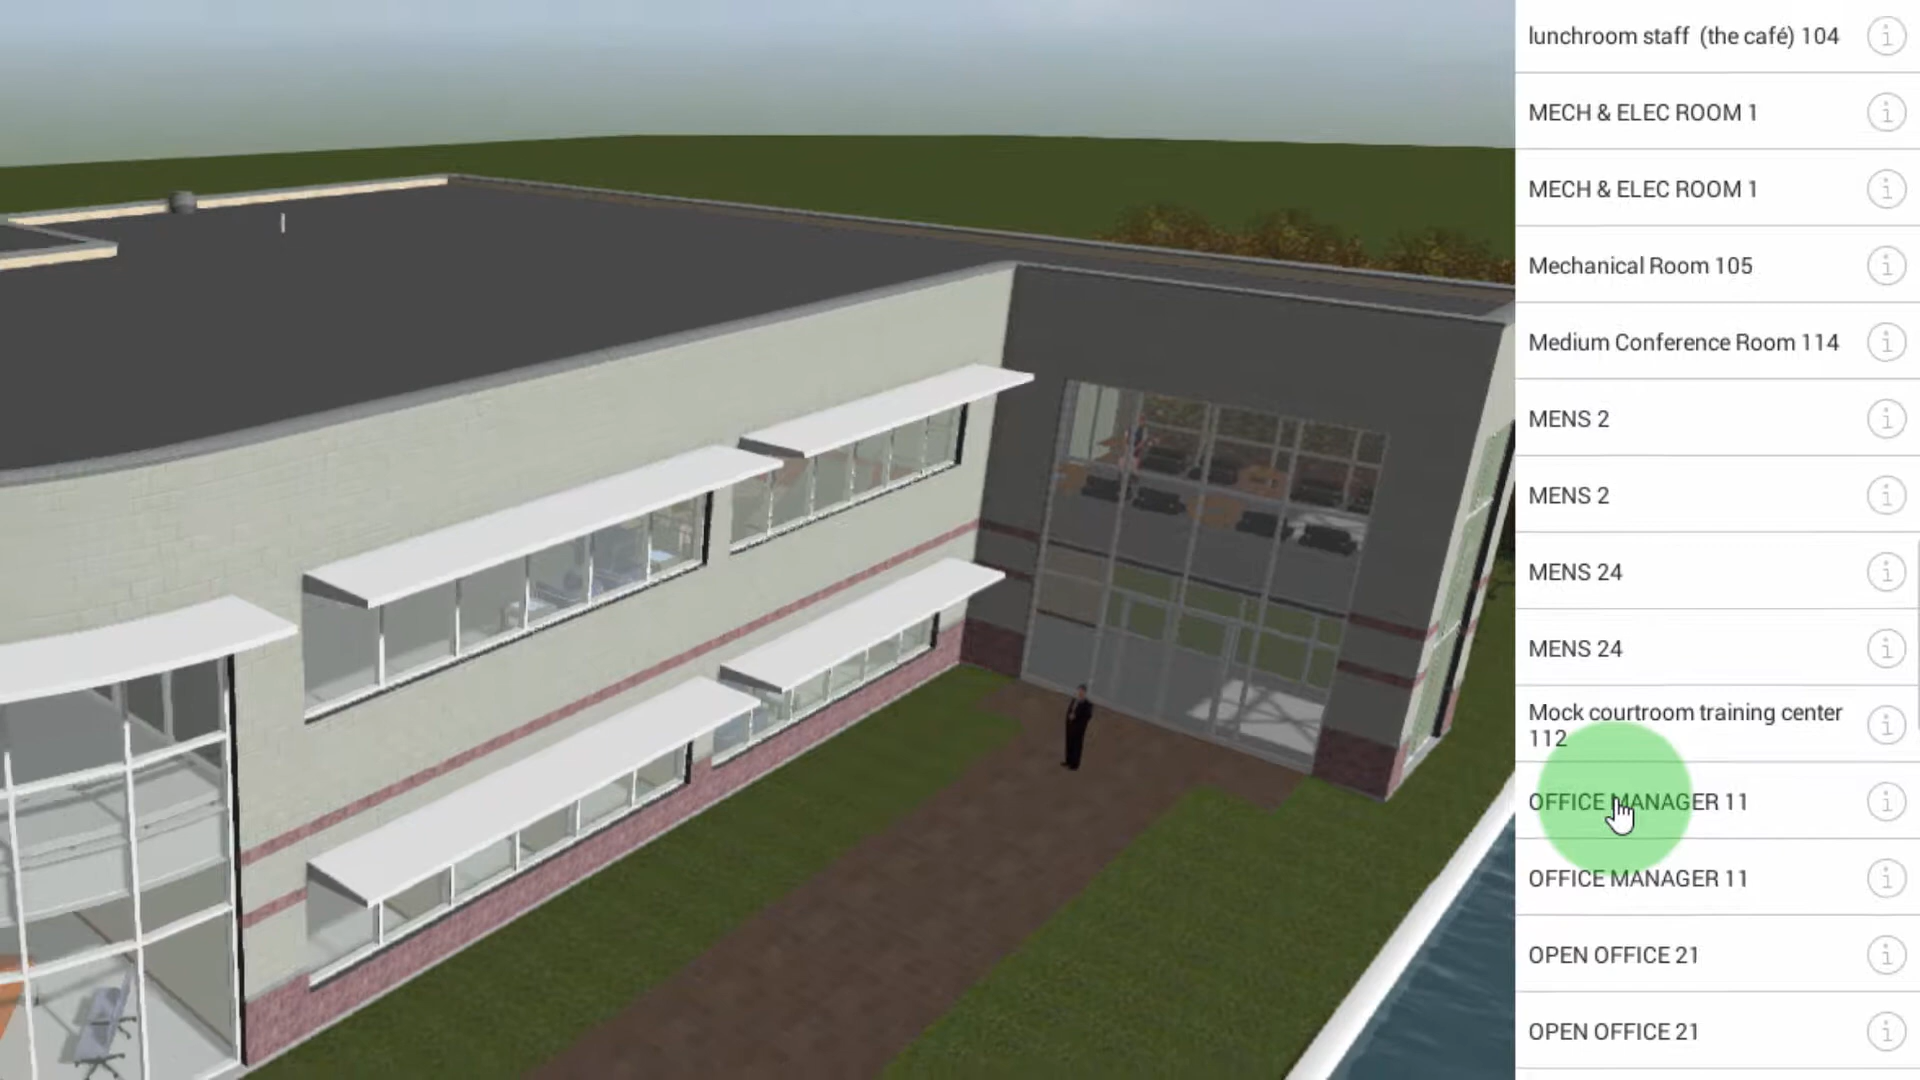 lunchroom staff  (the café) 104
MECH & ELEC ROOM 1
MECH & ELEC ROOM 1
Mechanical Room 105
Medium Conference Room 114
MENS 2
MENS 2
MENS 24
MENS 24
Mock courtroom training center
112
OFFICE MANAGER 11
OFFICE MANAGER 11
OPEN OFFICE 21
OPEN OFFICE 21